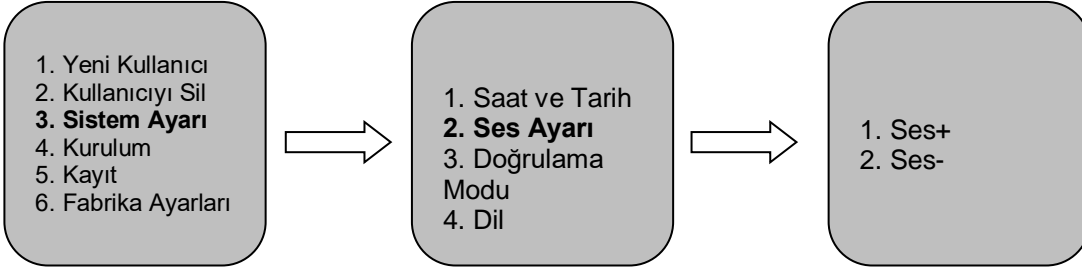 1. Yeni Kullanıcı
2. Kullanıcıyı Sil
3. Sistem Ayarı
4. Kurulum
5. Kayıt
6. Fabrika Ayarları
1. Saat ve Tarih
2. Ses Ayarı
3. Doğrulama
Modu
4. Dil
1. Ses+
2. Ses-